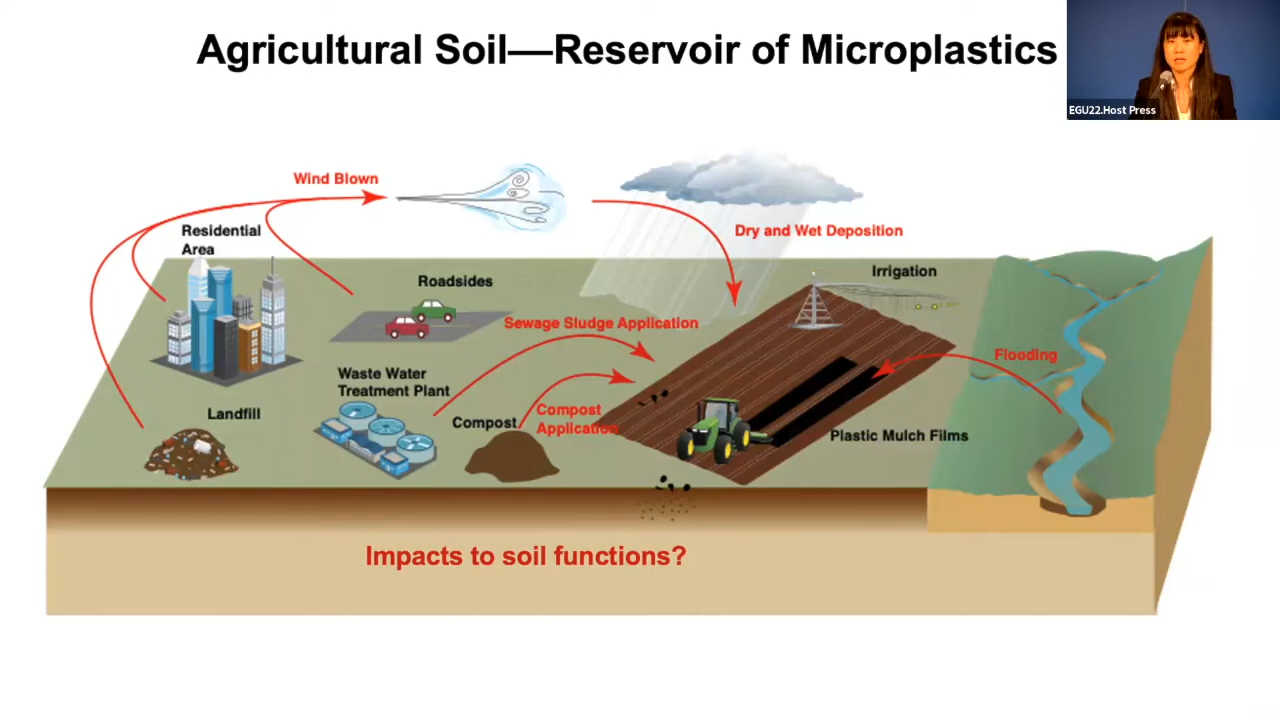 Agricultural Soil—Reservoir of Microplastics
EGU22.Host Press
Wind Blown
Residential
Area
Dry and Wet Deposition
Roadsides
Irrigation
Sewage Sludge Application
Flooding
Waste Water
Treatment Plant
Landfill
Compost
Compost
Application
Plastic Mulch Films
Impacts to soil functions?